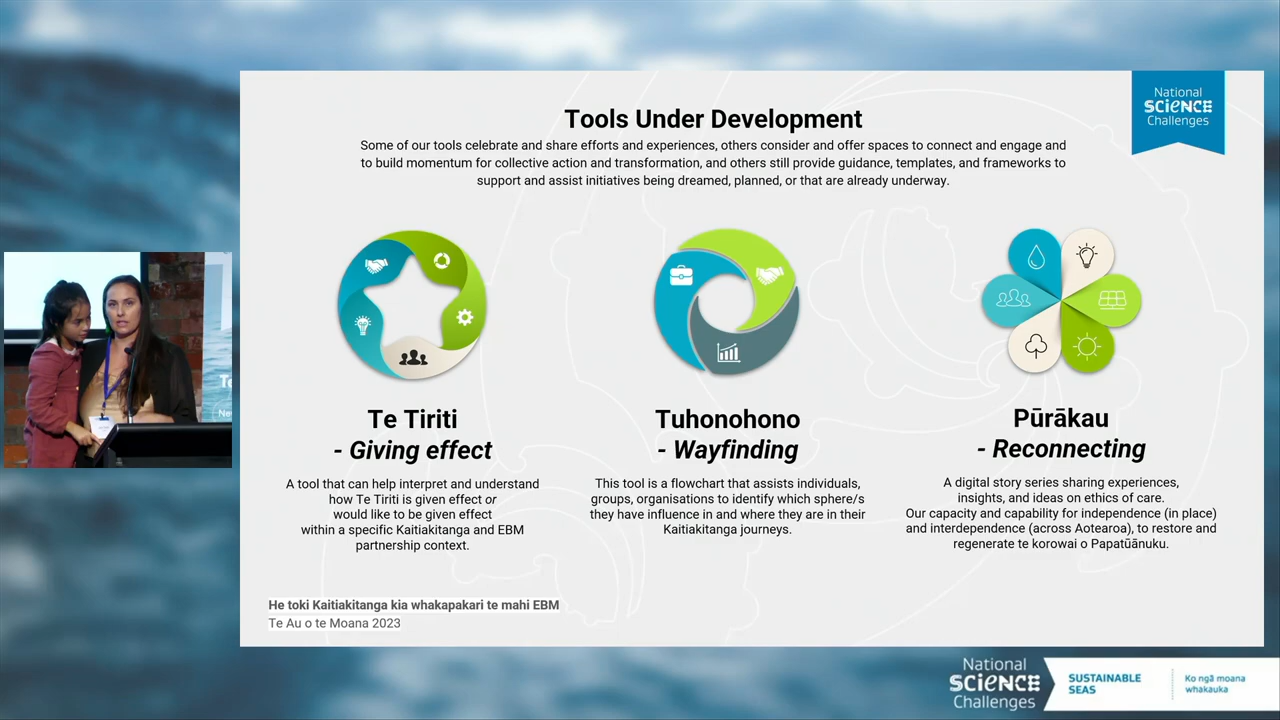 Tools Under Development
Some of our tools celebrate and share efforts and experiences, others consider and offer spaces to connect and engage and
to build momentum for collective action and transformation, and others still provide guidance, templates, and frameworks to
support and assist initiatives being dreamed, planned, or that are already underway.
National
SCIENCE
Challenges
Te Tiriti
- Giving effect
A tool that can help interpret and understand
how Te Tiriti is given effect or
would like to be given effect
within a specific Kaitiakitanga and EBM
partnership context.
Tuhonohono
- Wayfinding
This tool is a flowchart that assists individuals,
groups, organisations to identify which sphere/s
they have influence in and where they are in their
Kaitiakitanga journeys.
Pūrākau
- Reconnecting
A digital story series sharing experiences,
insights, and ideas on ethics of care.
Our capacity and capability for independence (in place)
and interdependence (across Aotearoa), to restore and
regenerate te korowai o Papatūānuku.
He toki Kaitiakitanga kia whakapakari te mahi EBM
Te Au o te Moana 2023
National
SCIENCE
Challenges
SUSTAINABLE
SEAS
Ko ngā moana
whakauka